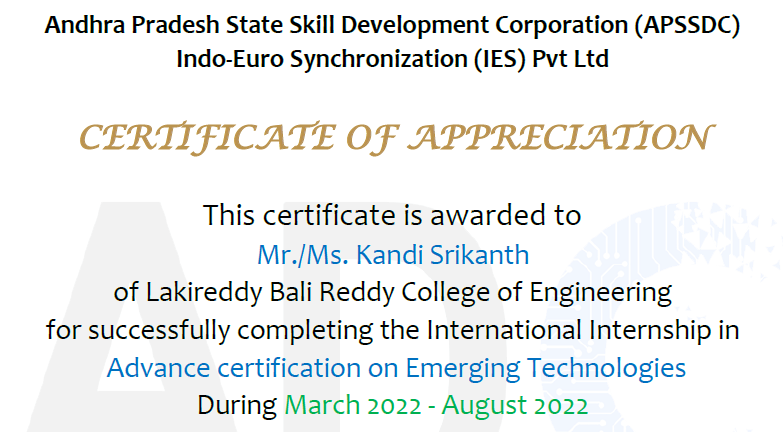 Andhra Pradesh State Skill Development Corporation (APSSDC)
Indo-Euro Synchronization (IES) Pvt Ltd
CERTIFICATE OF APPRECIATION
This certificate is awarded to
Mr./Ms. Kandi Srikanth
of Lakireddy Bali Reddy College of Engineering
for successfully completing the International Internship in
Advance certification on Emerging Technologies
During March 2022 - August 2022